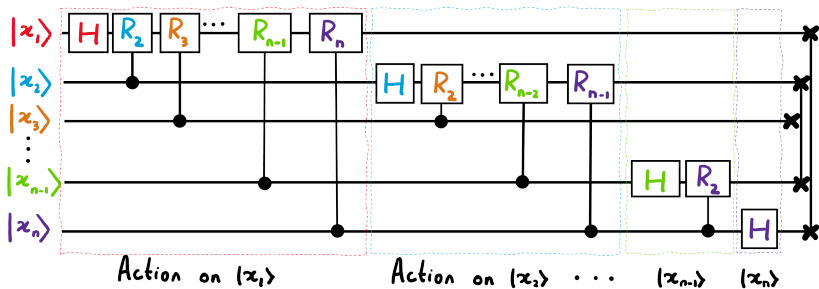 |x₁⟩ H R₂ R₃ ... Rₙ₋₁ Rₙ
|x₂⟩ H R₂ ... Rₙ₋₂ Rₙ₋₁
|x₃⟩
⋮
|xₙ₋₁⟩ H R₂
|xₙ⟩ H
Action on |x₁⟩ Action on |x₂⟩ ... |xₙ₋₁⟩ |xₙ⟩